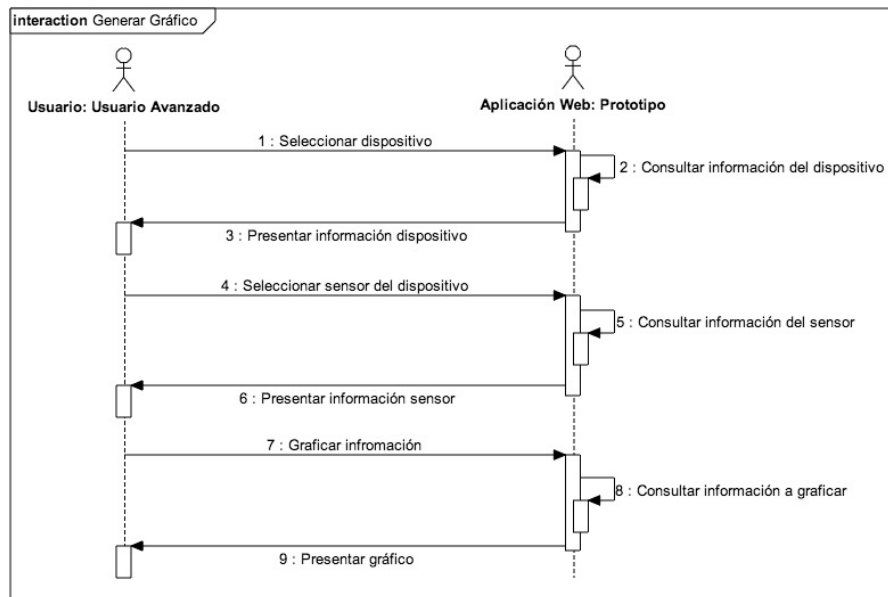 interaction Generar Gráfico
Usuario: Usuario Avanzado
Aplicación Web: Prototipo
1 : Seleccionar dispositivo
2 : Consultar información del dispositivo
3 : Presentar información dispositivo
4 : Seleccionar sensor del dispositivo
5 : Consultar información del sensor
6 : Presentar información sensor
7 : Graficar infromación
8 : Consultar información a graficar
9 : Presentar gráfico